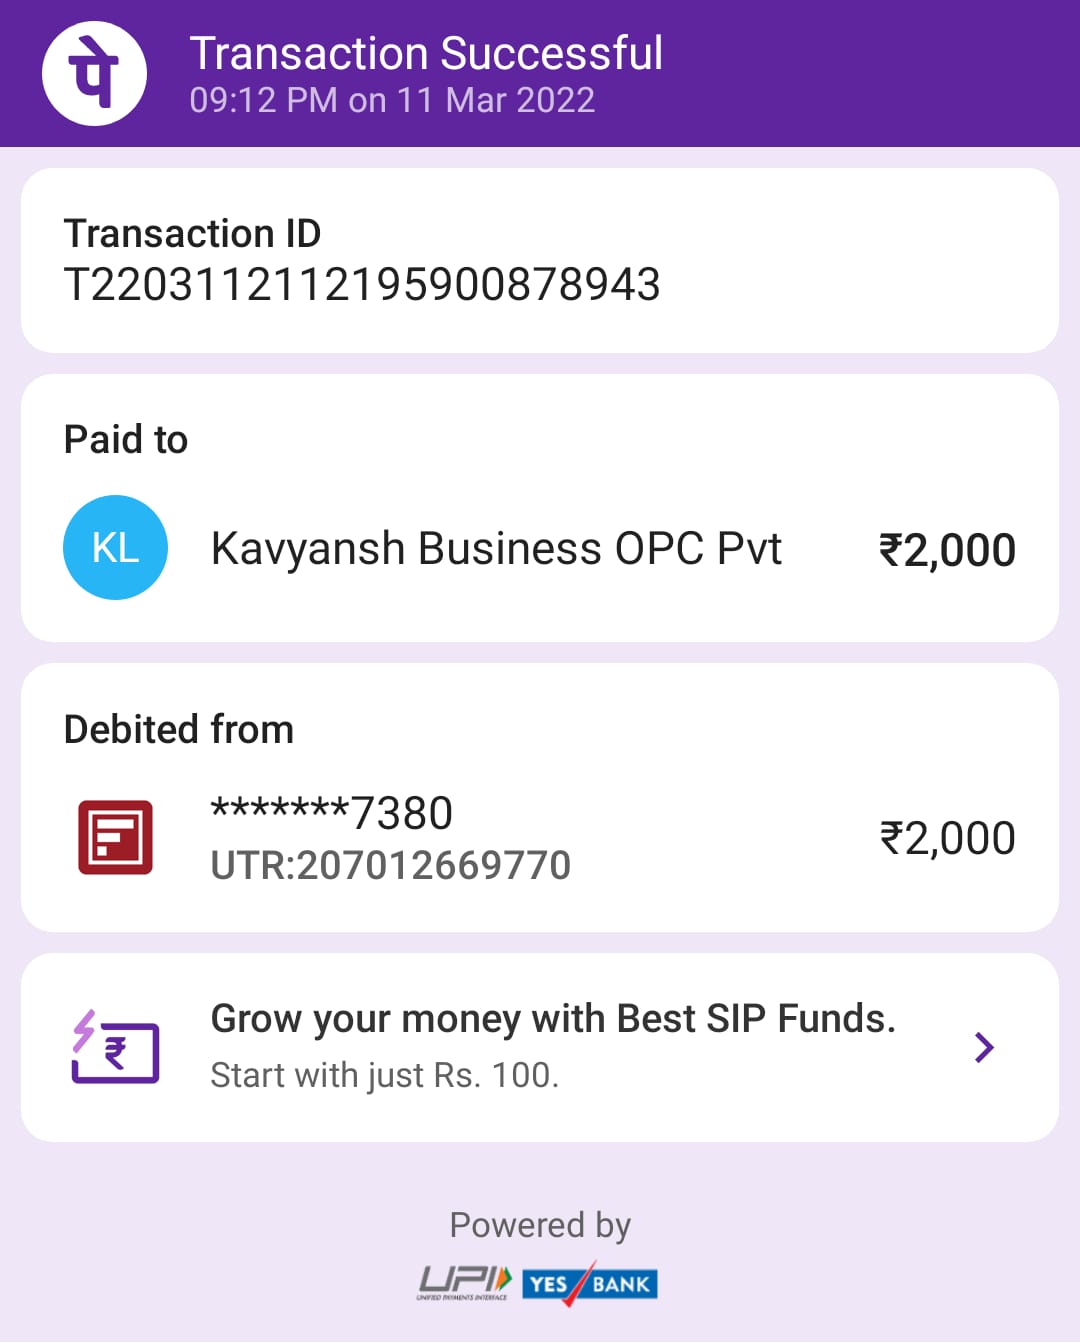 पे
Transaction Successful
09:12 PM on 11 Mar 2022
Transaction ID
T2203112112195900878943
Paid to
KL
Kavyansh Business OPC Pvt
₹2,000
Debited from
*******7380
₹2,000
UTR:207012669770
₹
Grow your money with Best SIP Funds.
Start with just Rs. 100.
Powered by
UPI
UNIFIED PAYMENTS INTERFACE
YES BANK